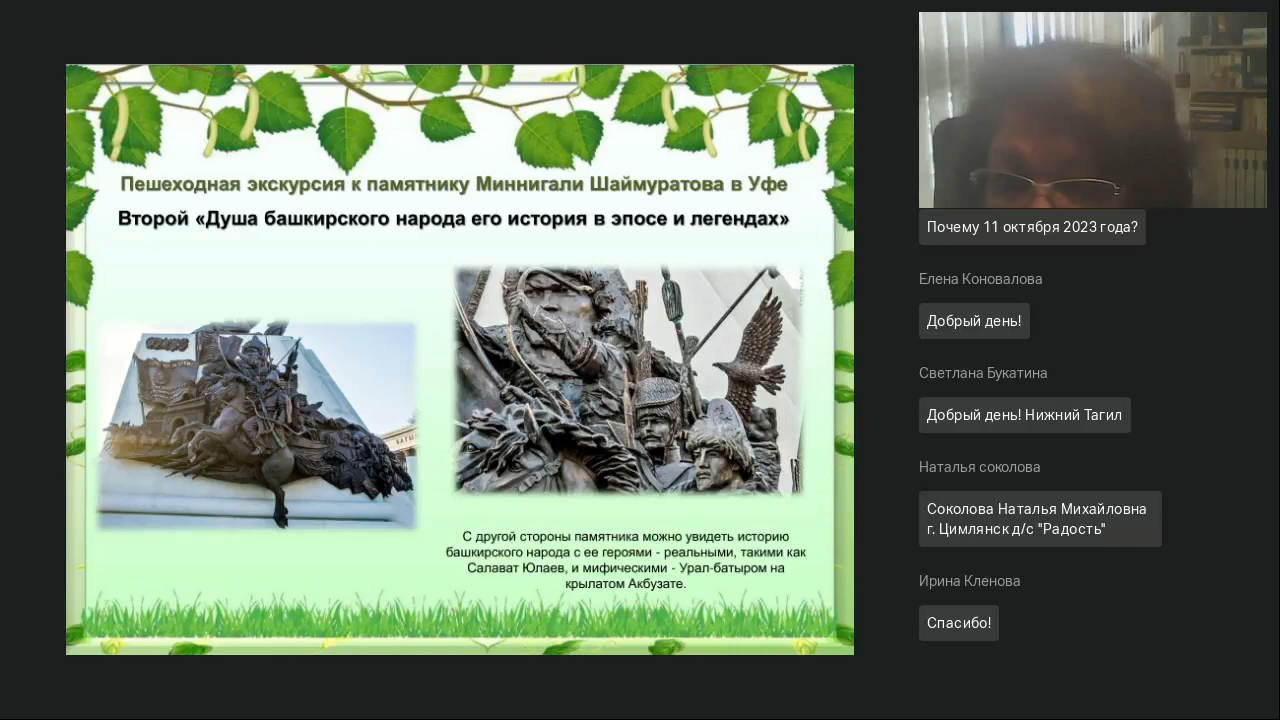 Пешеходная экскурсия к памятнику Миннигали Шаймуратова в Уфе
Второй «Душа башкирского народа его история в эпосе и легендах»
С другой стороны памятника можно увидеть историю
башкирского народа с ее героями - реальными, такими как
Салават Юлаев, и мифическими - Урал-батыром на
крылатом Акбузате.
Почему 11 октября 2023 года?
Елена Коновалова
Добрый день!
Светлана Букатина
Добрый день! Нижний Тагил
Наталья соколова
Соколова Наталья Михайловна
г. Цимлянск д/с "Радость"
Ирина Кленова
Спасибо!